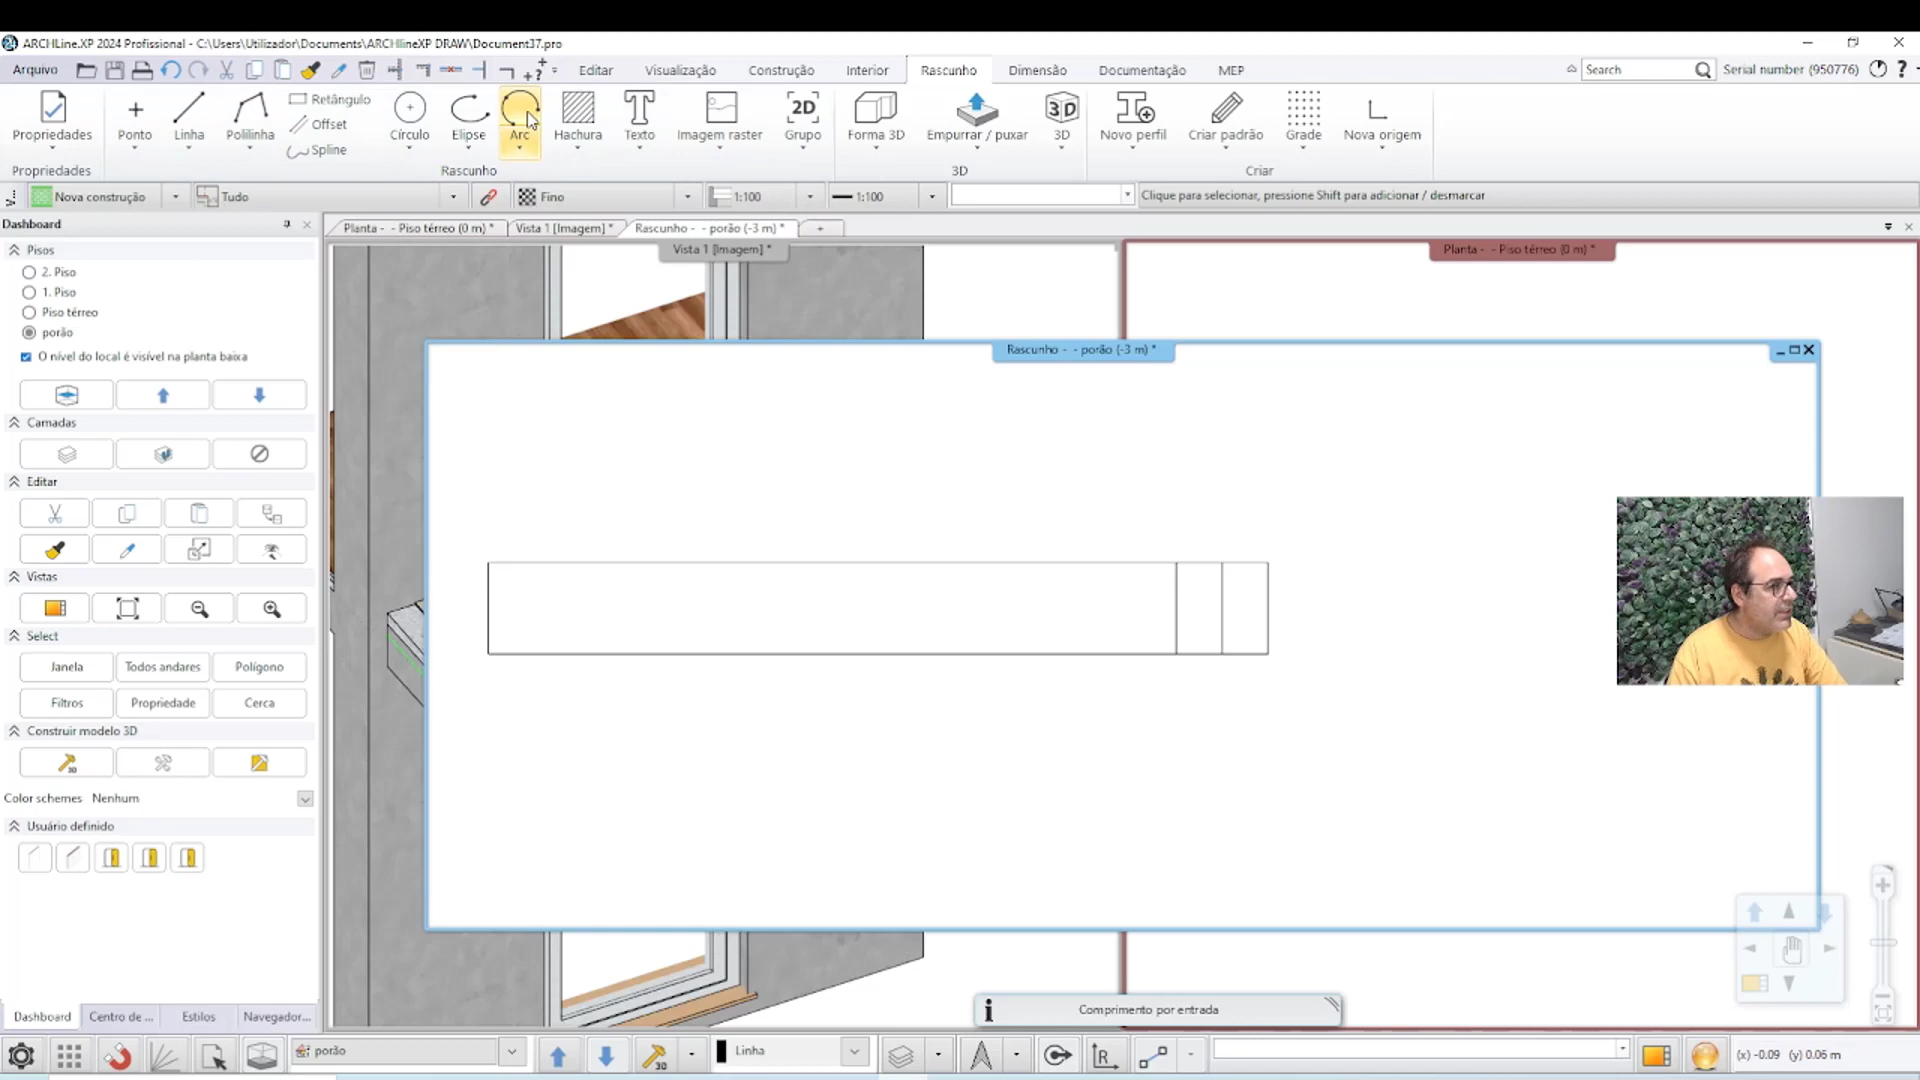 ARCHLine.XP 2024 Profissional - C:\Users\Utilizador\Documents\ARCHlineXP DRAW\Document37.pro
Arquivo
Editar Visualização Construção Interior Rascunho Dimensão Documentação MEP
Search Serial number (950776)
Propriedades Ponto Linha Polilinha
Retângulo
Offset
Spline
Círculo Elipse Arc Hachura Texto Imagem raster 2D Grupo Forma 3D Empurrar / puxar 3D 3D Novo perfil Criar padrão Grade Nova origem
Propriedades Rascunho 3D Criar
Nova construção Tudo Fino 1:100 1:100 Clique para selecionar, pressione Shift para adicionar / desmarcar
Dashboard
Planta - - Piso térreo (0 m) * Vista 1 [Imagem] * Rascunho - - porão (-3 m) * +
Vista 1 [Imagem] * Planta - - Piso térreo (0 m) *
Pisos
2. Piso
1. Piso
Piso térreo
porão
O nível do local é visível na planta baixa
Rascunho - - porão (-3 m) *
Camadas
Editar
Vistas
Select
Janela Todos andares Polígono
Filtros Propriedade Cerca
Construir modelo 3D
3D
Color schemes Nenhum
Usuário definido
Comprimento por entrada
Dashboard Centro de ... Estilos Navegador...
porão 3D Linha R (x) -0.09 (y) 0.06 m